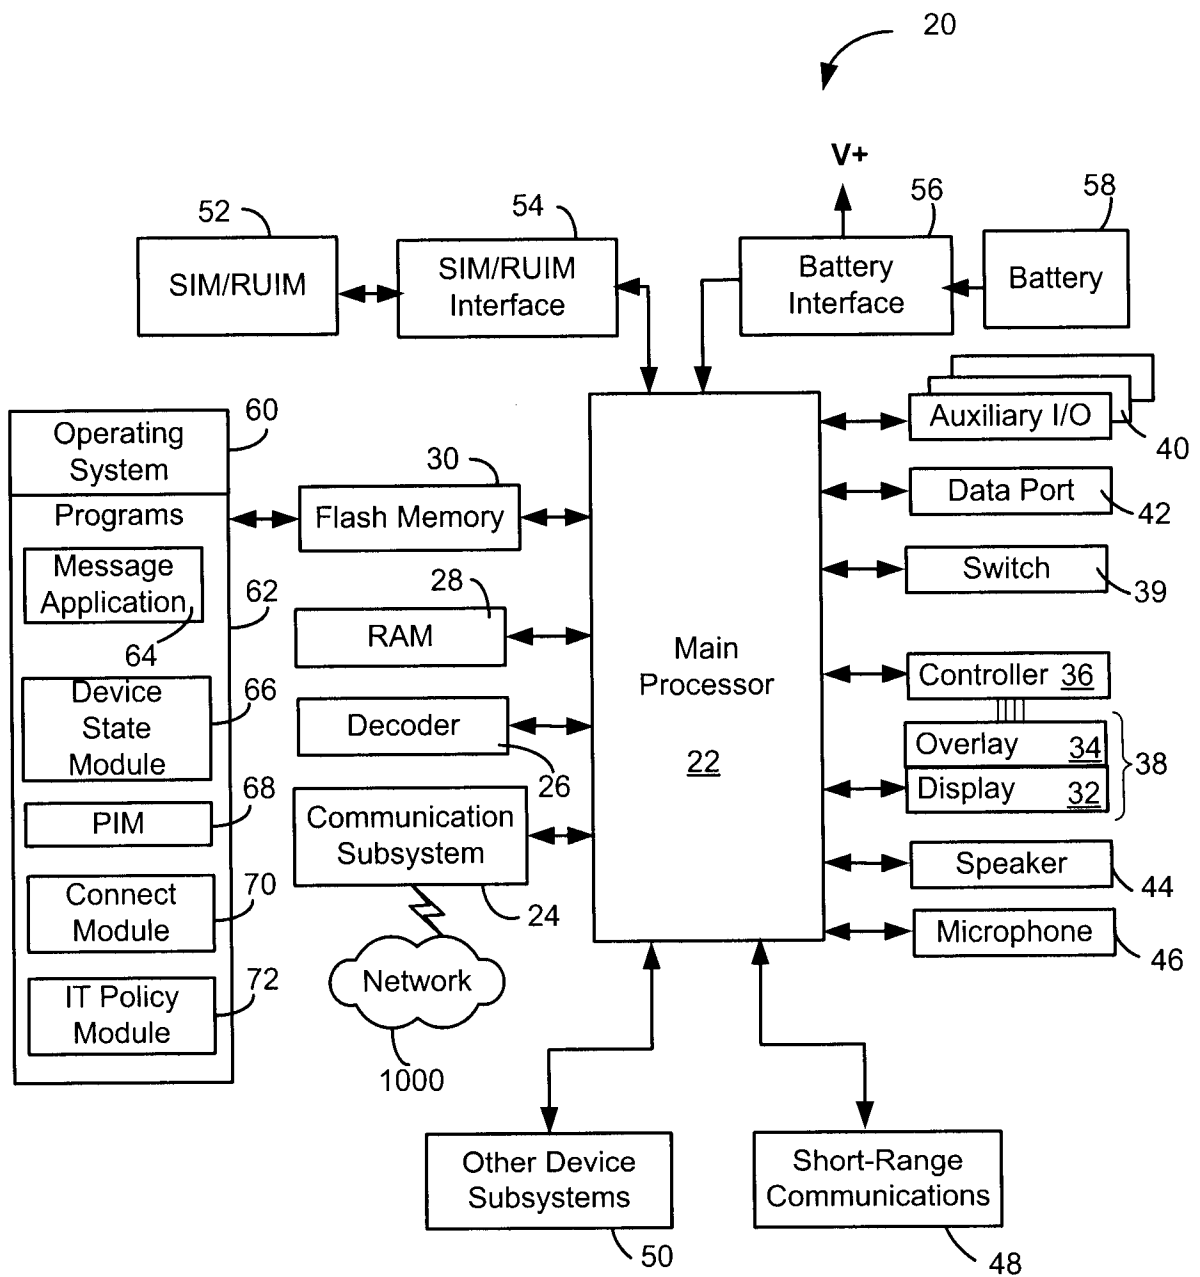 20
V+
52
54
56
58
SIM/RUIM
SIM/RUIM
Interface
Battery
Interface
Battery
Auxiliary I/O
40
60
Operating
System
30
Data Port
42
Programs
Flash Memory
Message
Application
64
62
28
RAM
Switch
39
Main
Processor
22
Controller 36
Device
State
Module
66
Decoder
26
Overlay 34
Display 32
38
PIM
68
Communication
Subsystem
24
Speaker
44
Connect
Module
70
Microphone
46
Network
1000
IT Policy
Module
72
Other Device
Subsystems
50
Short-Range
Communications
48